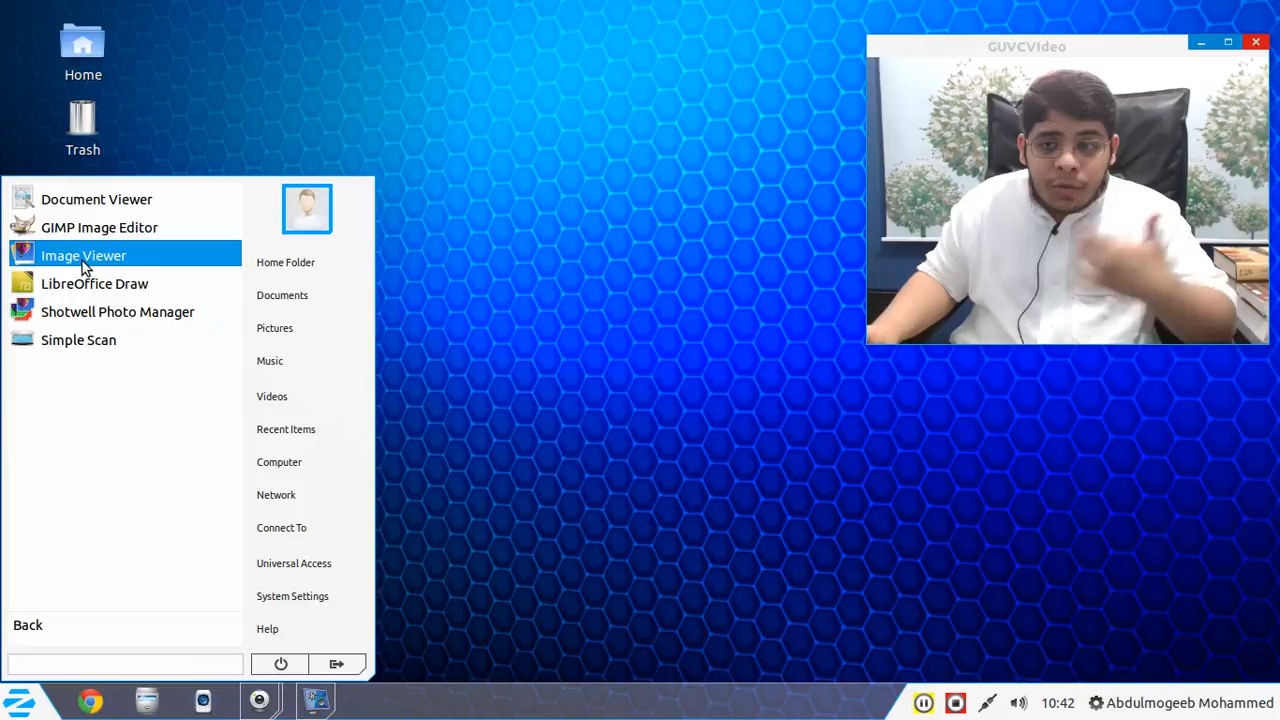 Home
Trash
GUVCVIdeo
Document Viewer
GIMP Image Editor
Image Viewer
LibreOffice Draw
Shotwell Photo Manager
Simple Scan
Back
Home Folder
Documents
Pictures
Music
Videos
Recent Items
Computer
Network
Connect To
Universal Access
System Settings
Help
10:42
Abdulmogeeb Mohammed